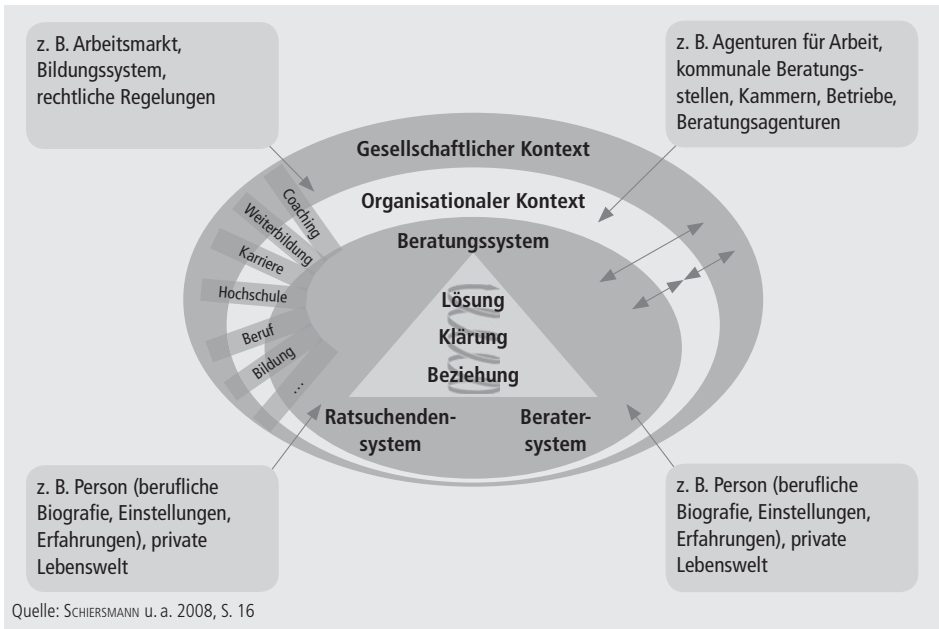 z. B. Arbeitsmarkt,
Bildungssystem,
rechtliche Regelungen
z. B. Agenturen für Arbeit,
kommunale Beratungs-
stellen, Kammern, Betriebe,
Beratungsagenturen
Gesellschaftlicher Kontext
Organisationaler Kontext
Beratungssystem
Coaching
Weiterbildung
Karriere
Hochschule
Beruf
Bildung
...
Lösung
Klärung
Beziehung
Ratsuchenden-
system
Berater-
system
z. B. Person (berufliche
Biografie, Einstellungen,
Erfahrungen), private
Lebenswelt
z. B. Person (berufliche
Biografie, Einstellungen,
Erfahrungen), private
Lebenswelt
Quelle: SCHIERSMANN u. a. 2008, S. 16